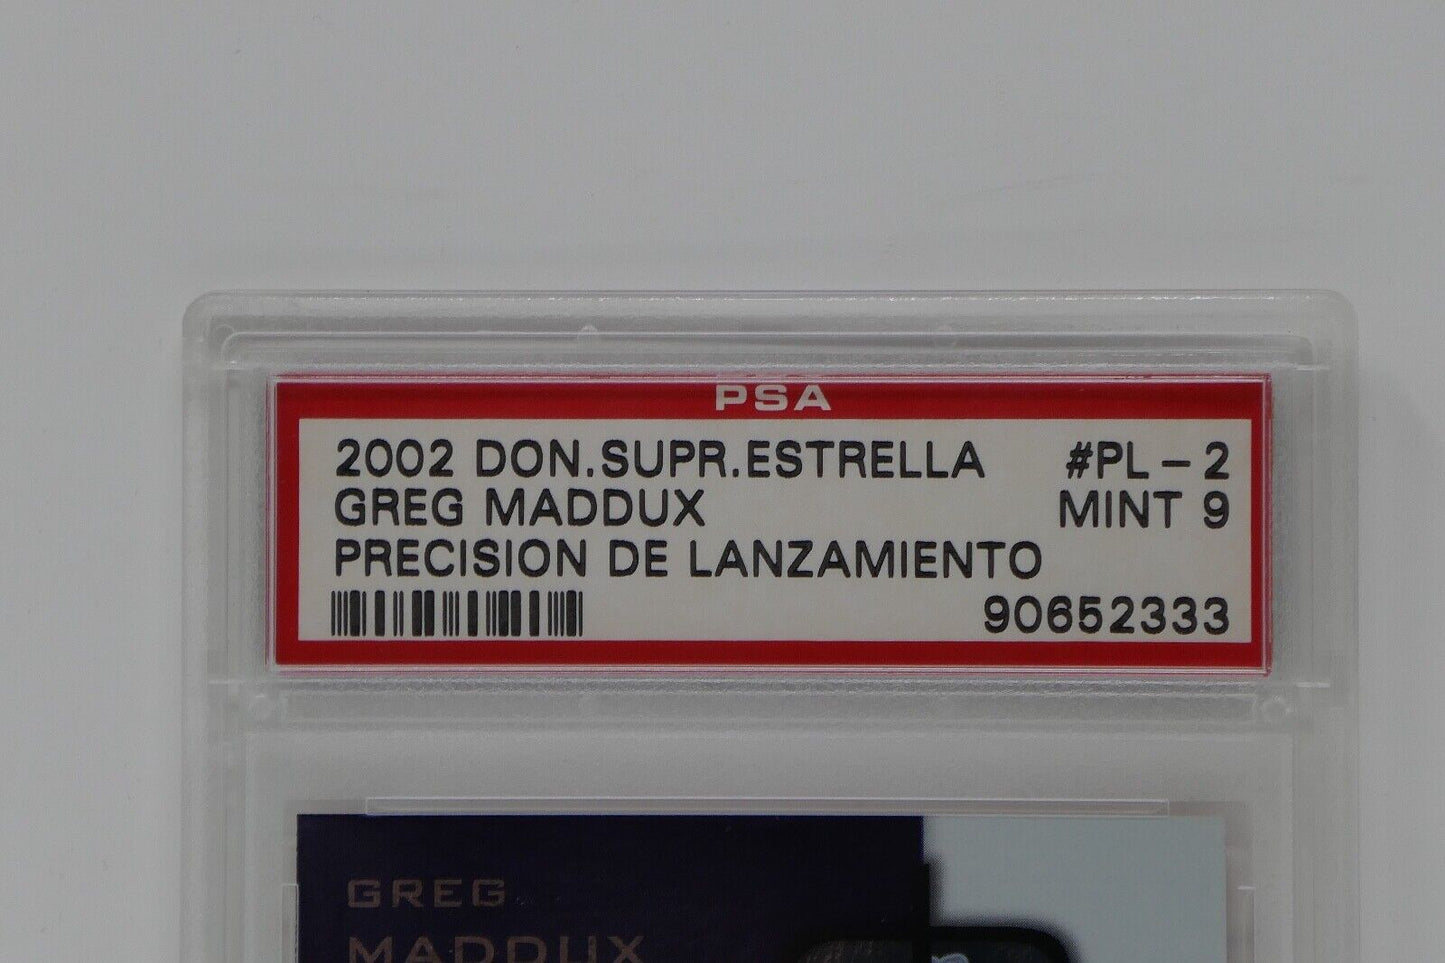 PSA
2002 DON.SUPR.ESTRELLA #PL-2
GREG MADDUX MINT 9
PRECISION DE LANZAMIENTO
90652333
GREG
MADDUX